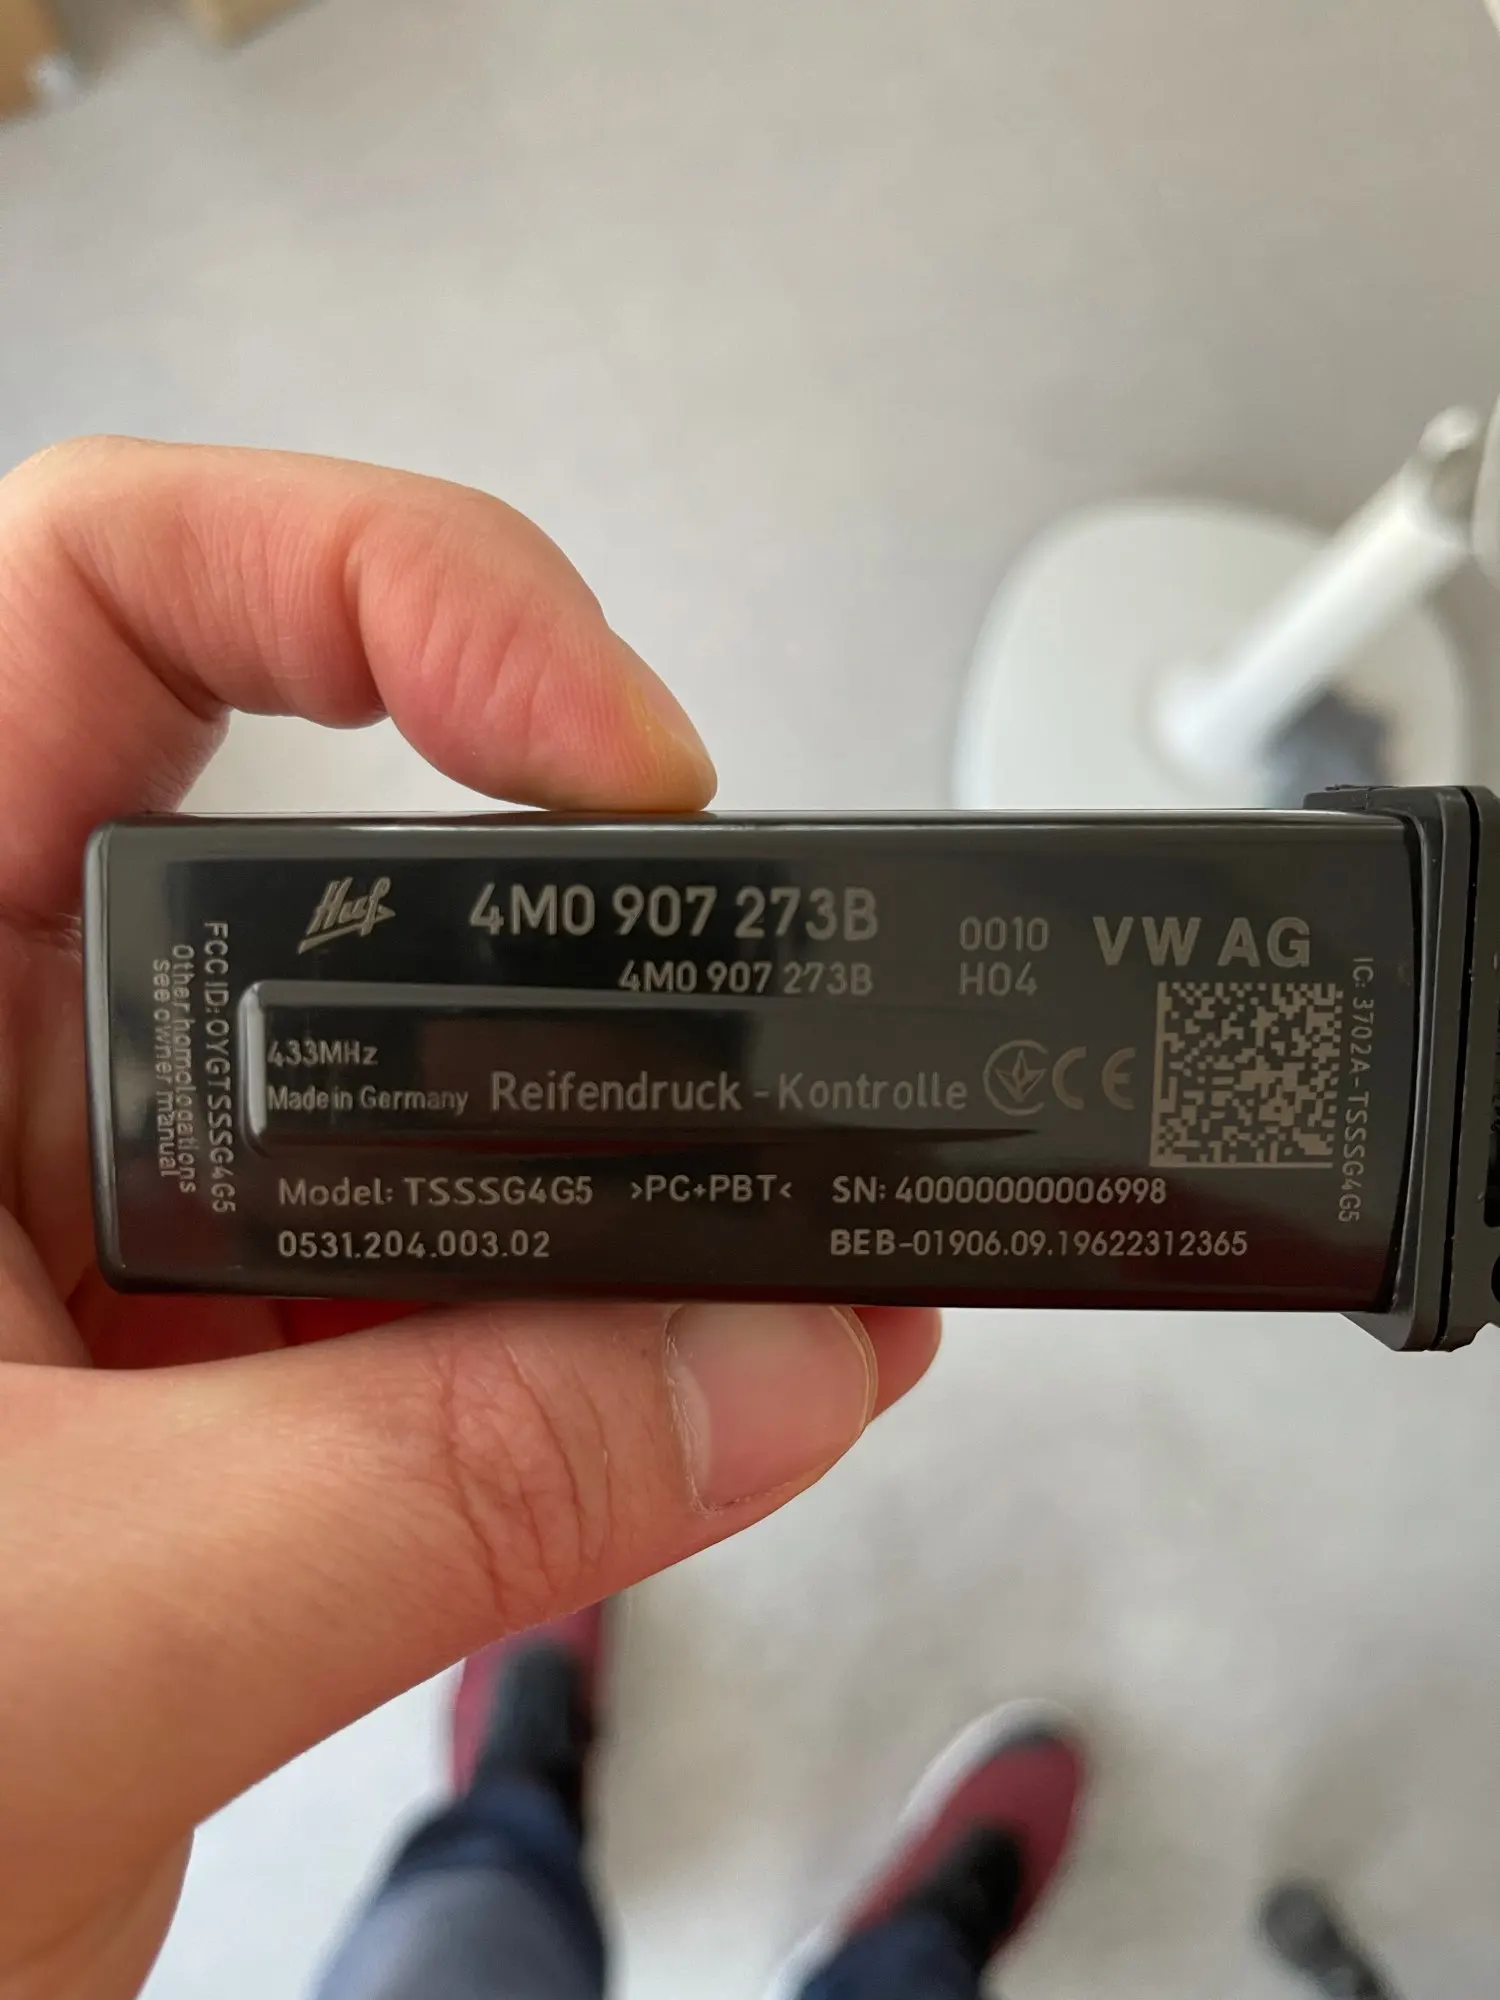 Huf
4M0 907 273B
0010
VW AG
4M0 907 273B
H04
433MHz
Made in Germany
Reifendruck - Kontrolle
CE
Model: TSSSG4G5
>PC+PBT<
SN: 40000000006998
0531.204.003.02
BEB-01906.09.19622312365
FCC ID: OYGTSSSG4G5
Other homologations
see owner manual
IC: 3702A-TSSSG4G5